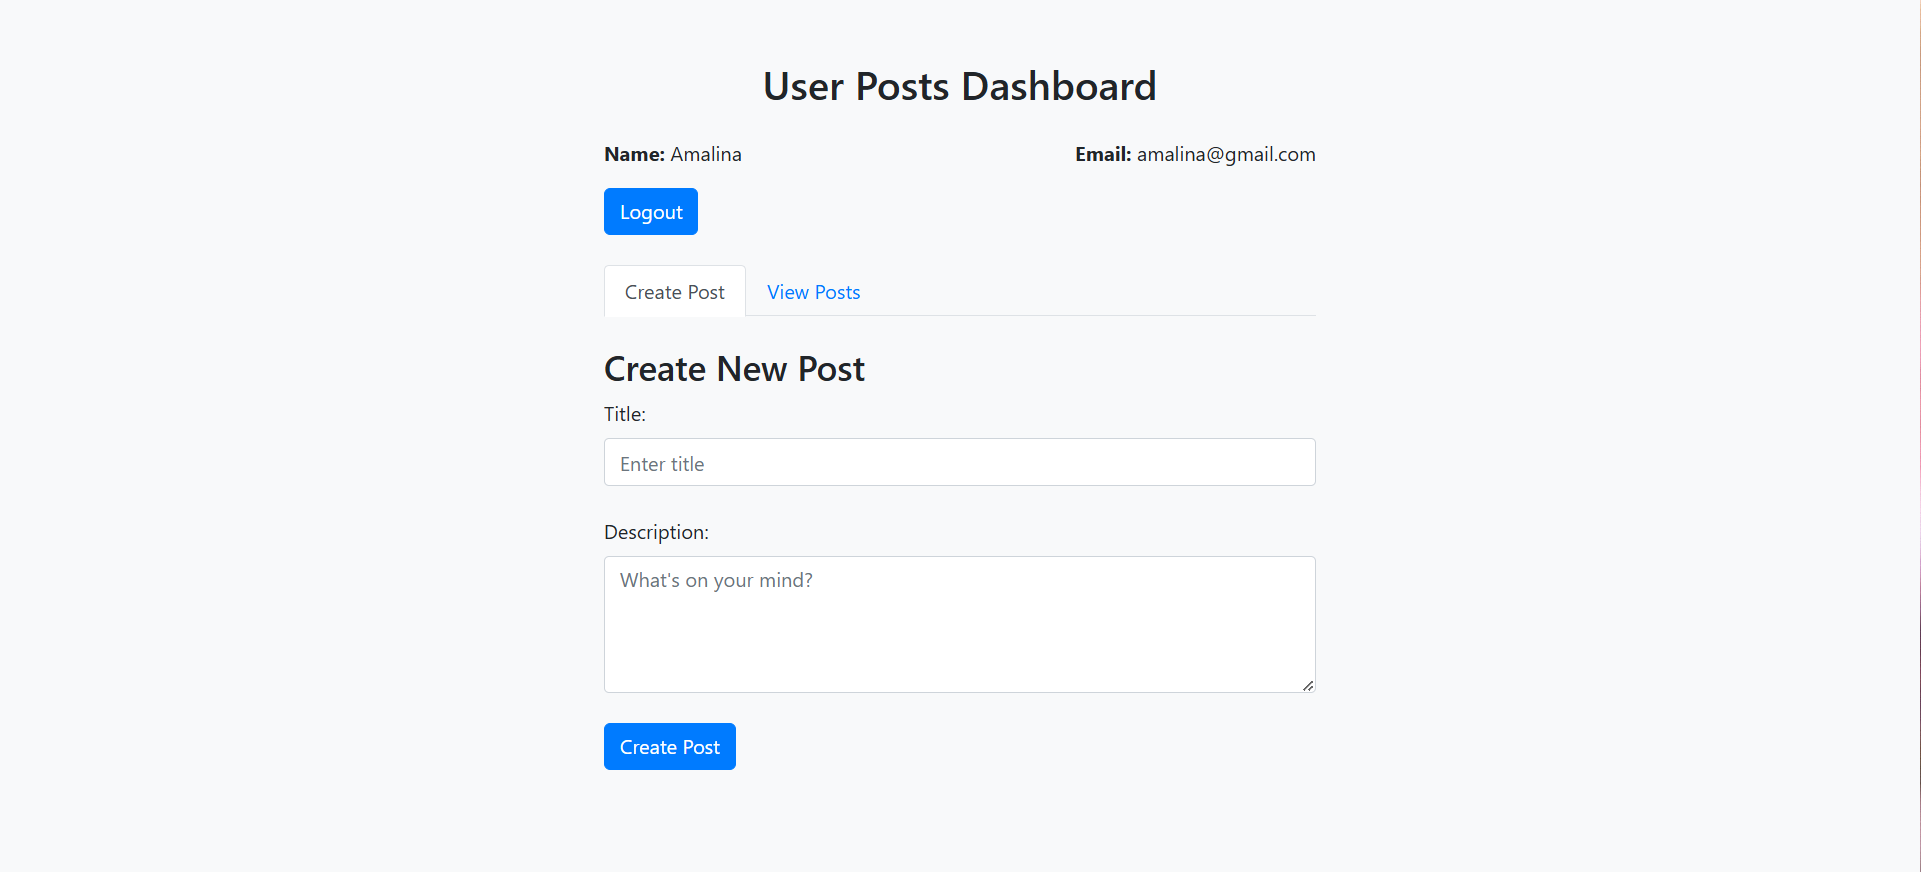 User Posts Dashboard
Name: Amalina Email: amalina@gmail.com
Logout
Create Post View Posts
Create New Post
Title:
Enter title
Description:
What's on your mind?
Create Post